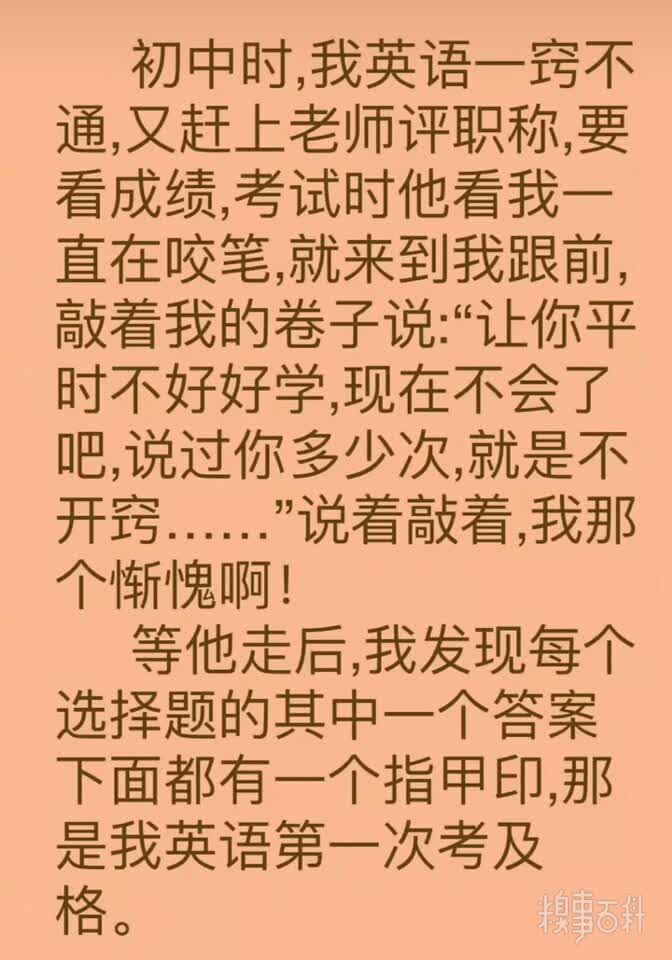 初中时,我英语一窍不
通,又赶上老师评职称,要
看成绩,考试时他看我一
直在咬笔,就来到我跟前,
敲着我的卷子说:“让你平
时不好好学,现在不会了
吧,说过你多少次,就是不
开窍……”说着敲着,我那
个惭愧啊!
等他走后,我发现每个
选择题的其中一个答案
下面都有一个指甲印,那
是我英语第一次考及
格。
糗事百科